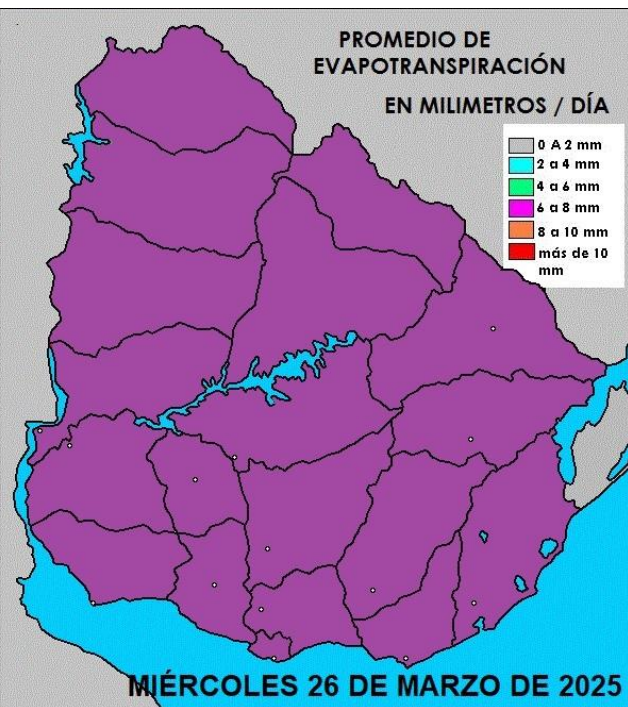 PROMEDIO DE
EVAPOTRANSPIRACIÓN
EN MILIMETROS / DÍA
0 A 2 mm
2 a 4 mm
4 a 6 mm
6 a 8 mm
8 a 10 mm
más de 10
mm
MIÉRCOLES 26 DE MARZO DE 2025